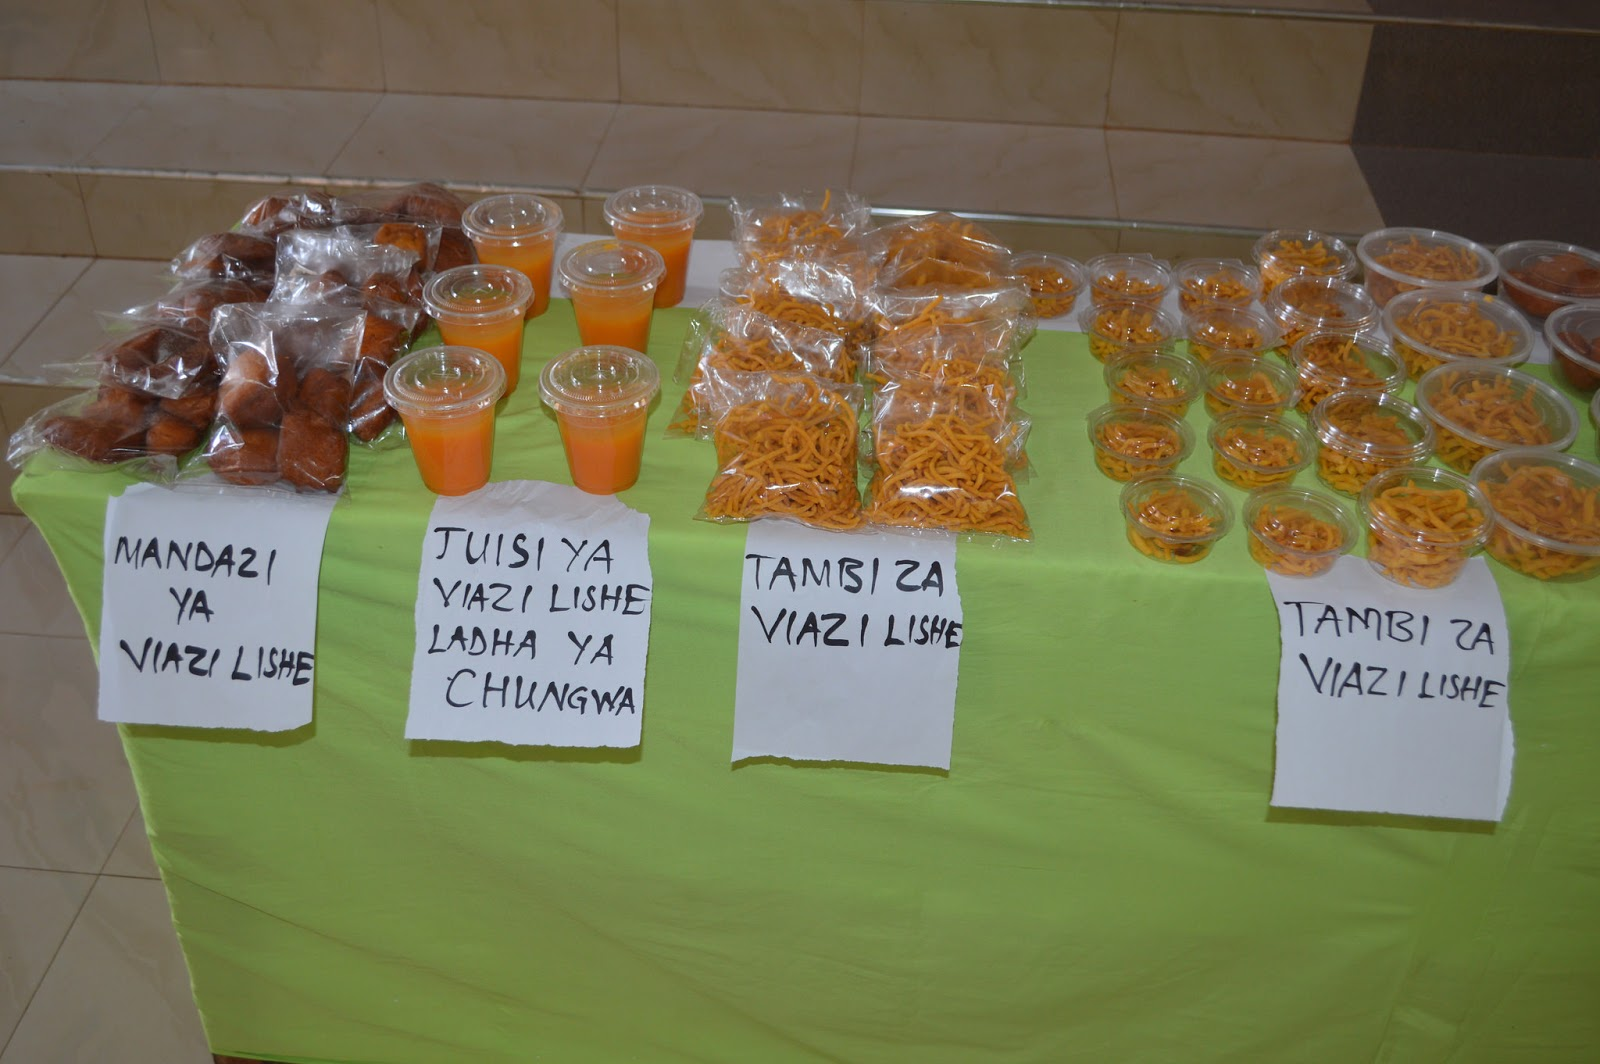 MANDAZI
YA
VIAZI LISHE
JUISI YA
VIAZI LISHE
LADHA YA
CHUNGWA
TAMBI ZA
VIAZI LISHE
TAMBI ZA
VIAZI LISHE